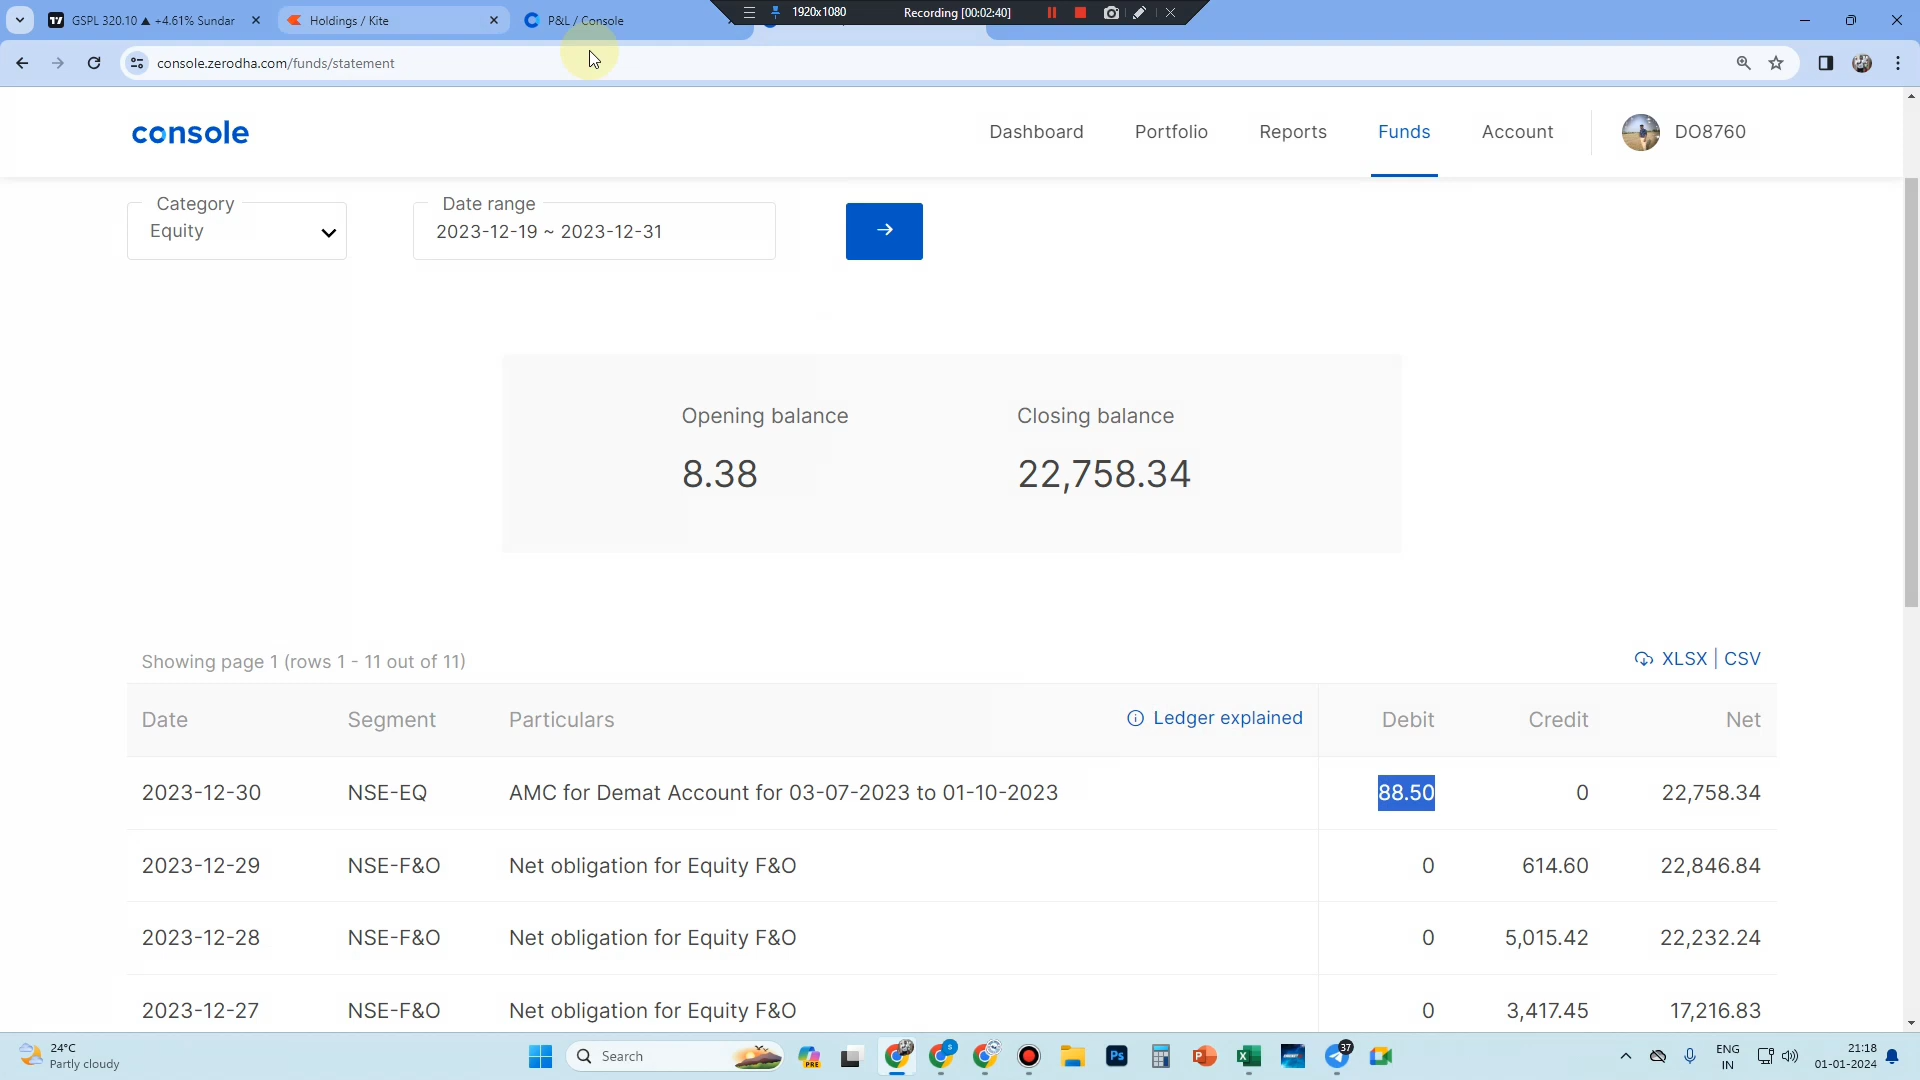 GSPL 320.10 ▲ +4.61% Sundar
Holdings / Kite
P&L / Console
1920x1080
Recording [00:02:40]
console.zerodha.com/funds/statement
console
Dashboard
Portfolio
Reports
Funds
Account
DO8760
Category
Equity
Date range
2023-12-19 ~ 2023-12-31
Opening balance
Closing balance
8.38
22,758.34
Showing page 1 (rows 1 - 11 out of 11)
XLSX | CSV
Date Segment Particulars Ledger explained Debit Credit Net
2023-12-30 NSE-EQ AMC for Demat Account for 03-07-2023 to 01-10-2023 88.50 0 22,758.34
2023-12-29 NSE-F&O Net obligation for Equity F&O 0 614.60 22,846.84
2023-12-28 NSE-F&O Net obligation for Equity F&O 0 5,015.42 22,232.24
2023-12-27 NSE-F&O Net obligation for Equity F&O 0 3,417.45 17,216.83
24°C
Partly cloudy
Search
PRE
S
Ps
37
ENG
IN
21:18
01-01-2024